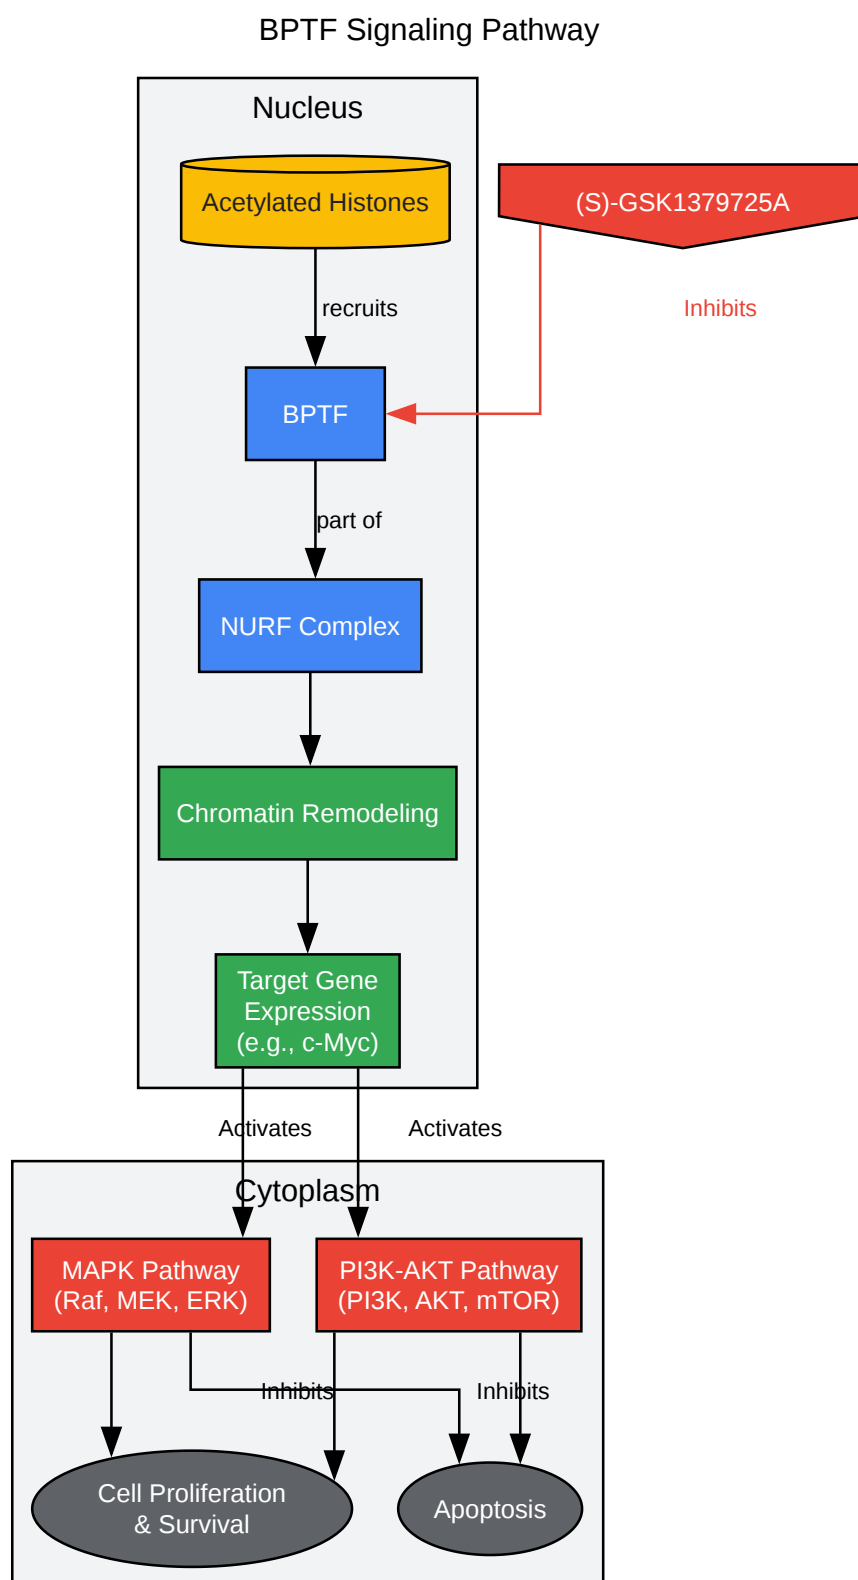 BPTF Signaling Pathway
Nucleus
Acetylated Histones
(S)-GSK1379725A
recruits
Inhibits
BPTF
part of
NURF Complex
Chromatin Remodeling
Target Gene
Expression
(e.g., c-Myc)
Activates
Activates
Cytoplasm
MAPK Pathway
(Raf, MEK, ERK)
PI3K-AKT Pathway
(PI3K, AKT, mTOR)
Inhibits
Inhibits
Cell Proliferation
& Survival
Apoptosis